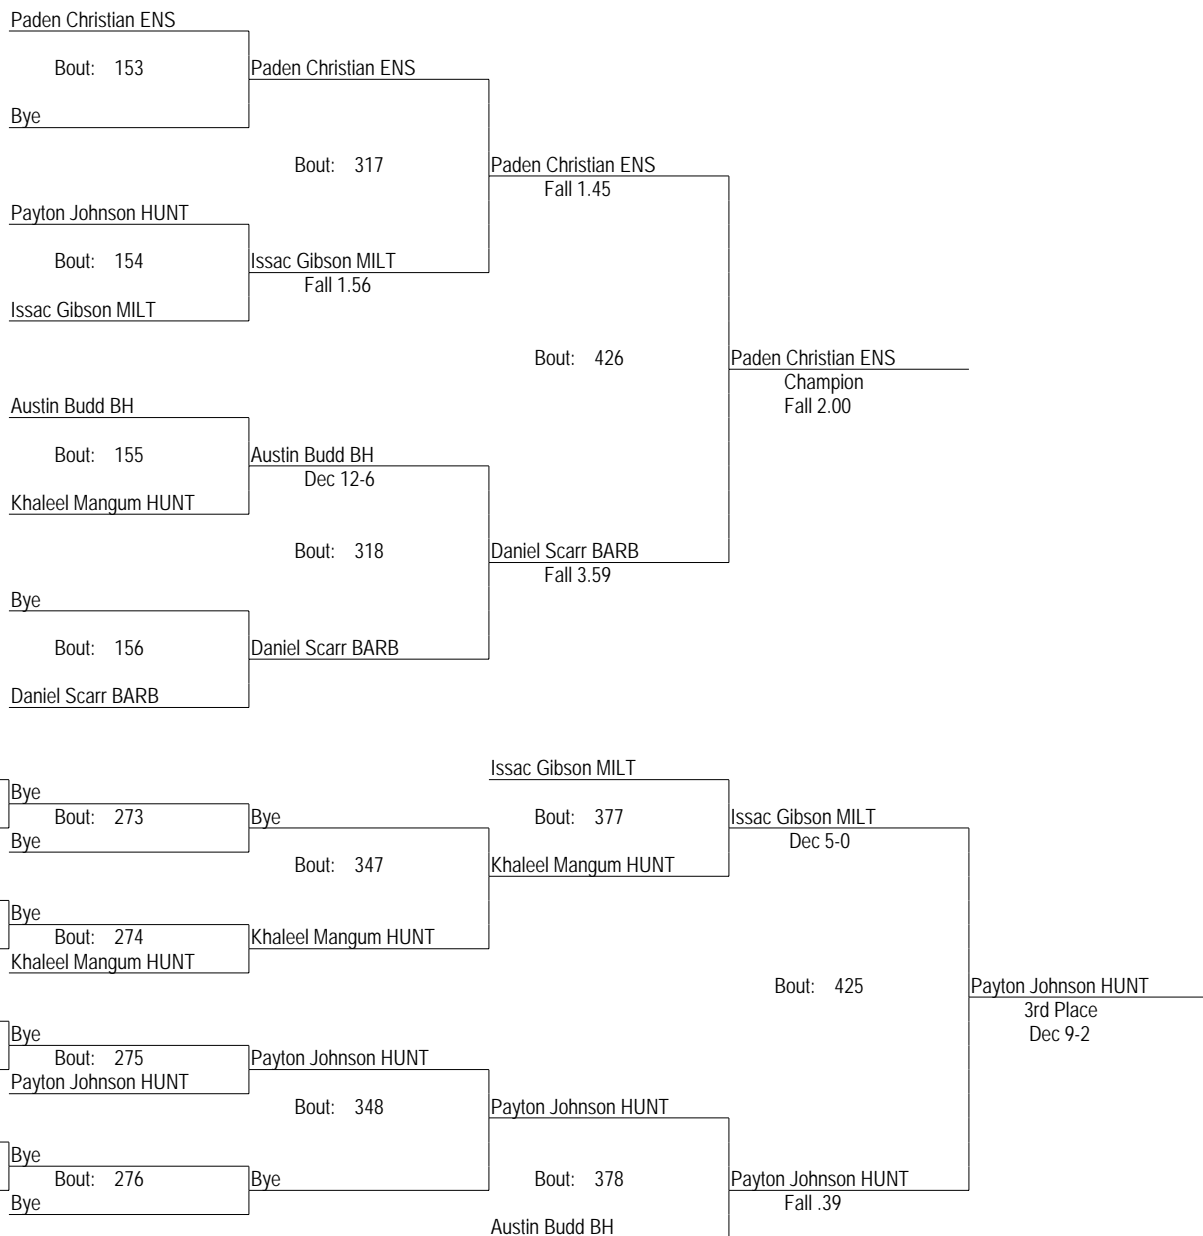 Paden Christian ENS
Bout: 153
Paden Christian ENS
Bye
Bout: 317
Paden Christian ENS
Fall 1.45
Payton Johnson HUNT
Bout: 154
Issac Gibson MILT
Fall 1.56
Issac Gibson MILT
Bout: 426
Paden Christian ENS
Champion
Fall 2.00
Austin Budd BH
Bout: 155
Austin Budd BH
Dec 12-6
Khaleel Mangum HUNT
Bout: 318
Daniel Scarr BARB
Fall 3.59
Bye
Bout: 156
Daniel Scarr BARB
Daniel Scarr BARB
Issac Gibson MILT
Bye
Bout: 273
Bye
Bout: 377
Issac Gibson MILT
Dec 5-0
Bye
Bout: 347
Khaleel Mangum HUNT
Bye
Bout: 274
Khaleel Mangum HUNT
Khaleel Mangum HUNT
Bout: 425
Payton Johnson HUNT
3rd Place
Dec 9-2
Bye
Bout: 275
Payton Johnson HUNT
Payton Johnson HUNT
Bout: 348
Payton Johnson HUNT
Bye
Bout: 276
Bye
Bout: 378
Payton Johnson HUNT
Fall .39
Bye
Austin Budd BH